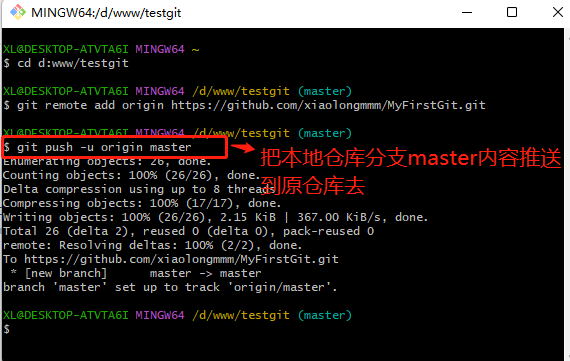 MINGW64:/d/www/testgit
XL@DESKTOP-ATVTA6I MINGW64 ~
$ cd d:www/testgit
XL@DESKTOP-ATVTA6I MINGW64 /d/www/testgit (master)
$ git remote add origin https://github.com/xiaolongmmm/MyFirstGit.git
XL@DESKTOP-ATVTA6I MINGW64 /d/www/testgit (master)
$ git push -u origin master
把本地仓库分支master内容推送
到原仓库去
Enumerating objects: 26, done.
Counting objects: 100% (26/26), done.
Delta compression using up to 8 threads
Compressing objects: 100% (17/17), done.
Writing objects: 100% (26/26), 2.15 KiB | 367.00 KiB/s, done.
Total 26 (delta 2), reused 0 (delta 0), pack-reused 0
remote: Resolving deltas: 100% (2/2), done.
To https://github.com/xiaolongmmm/MyFirstGit.git
 * [new branch]      master -> master
branch 'master' set up to track 'origin/master'.
XL@DESKTOP-ATVTA6I MINGW64 /d/www/testgit (master)
$